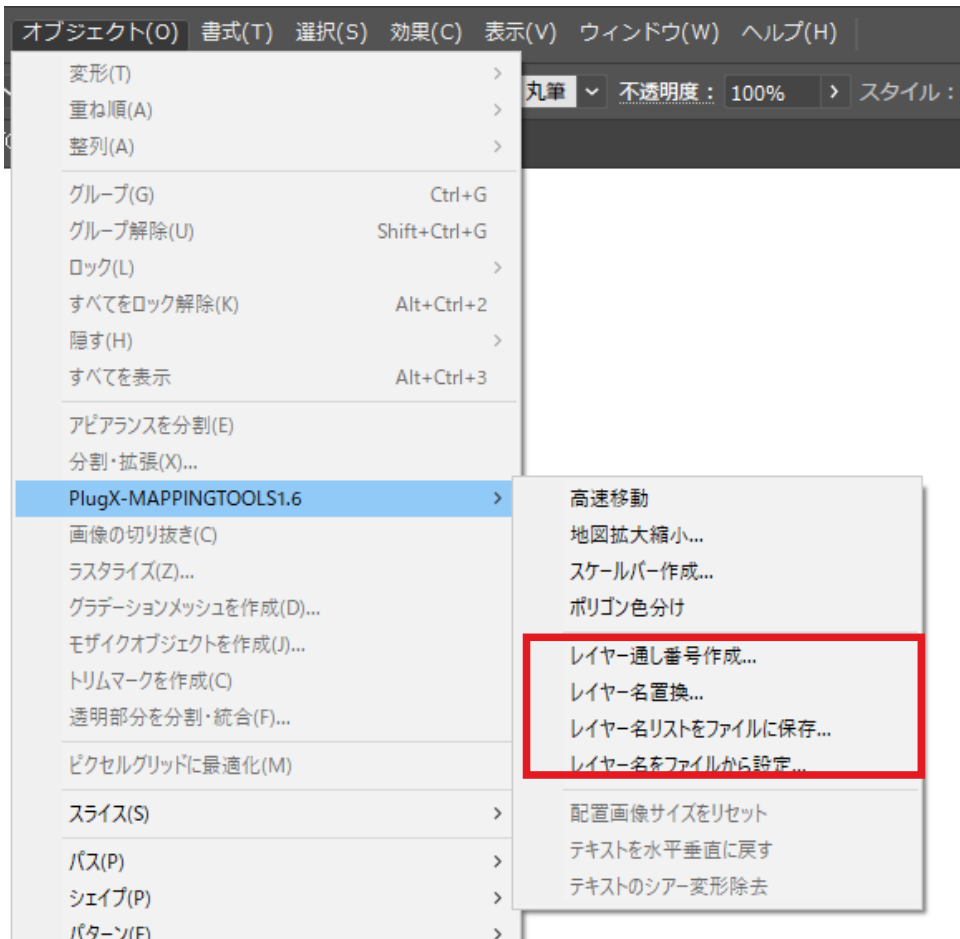 オブジェクト(O) 書式(T) 選択(S) 効果(C) 表示(V) ウィンドウ(W) ヘルプ(H)
丸筆 不透明度： 100% スタイル：
変形(T)
重ね順(A)
整列(A)
グループ(G) Ctrl+G
グループ解除(U) Shift+Ctrl+G
ロック(L)
すべてをロック解除(K) Alt+Ctrl+2
隠す(H)
すべてを表示 Alt+Ctrl+3
アピアランスを分割(E)
分割・拡張(X)...
PlugX-MAPPINGTOOLS1.6
画像の切り抜き(C)
ラスタライズ(Z)...
グラデーションメッシュを作成(D)...
モザイクオブジェクトを作成(J)...
トリムマークを作成(C)
透明部分を分割・統合(F)...
ピクセルグリッドに最適化(M)
スライス(S)
パス(P)
シェイプ(P)
パターン(E)
高速移動
地図拡大縮小...
スケールバー作成...
ポリゴン色分け
レイヤー通し番号作成...
レイヤー名置換...
レイヤー名リストをファイルに保存...
レイヤー名をファイルから設定...
配置画像サイズをリセット
テキストを水平垂直に戻す
テキストのシアー変形除去